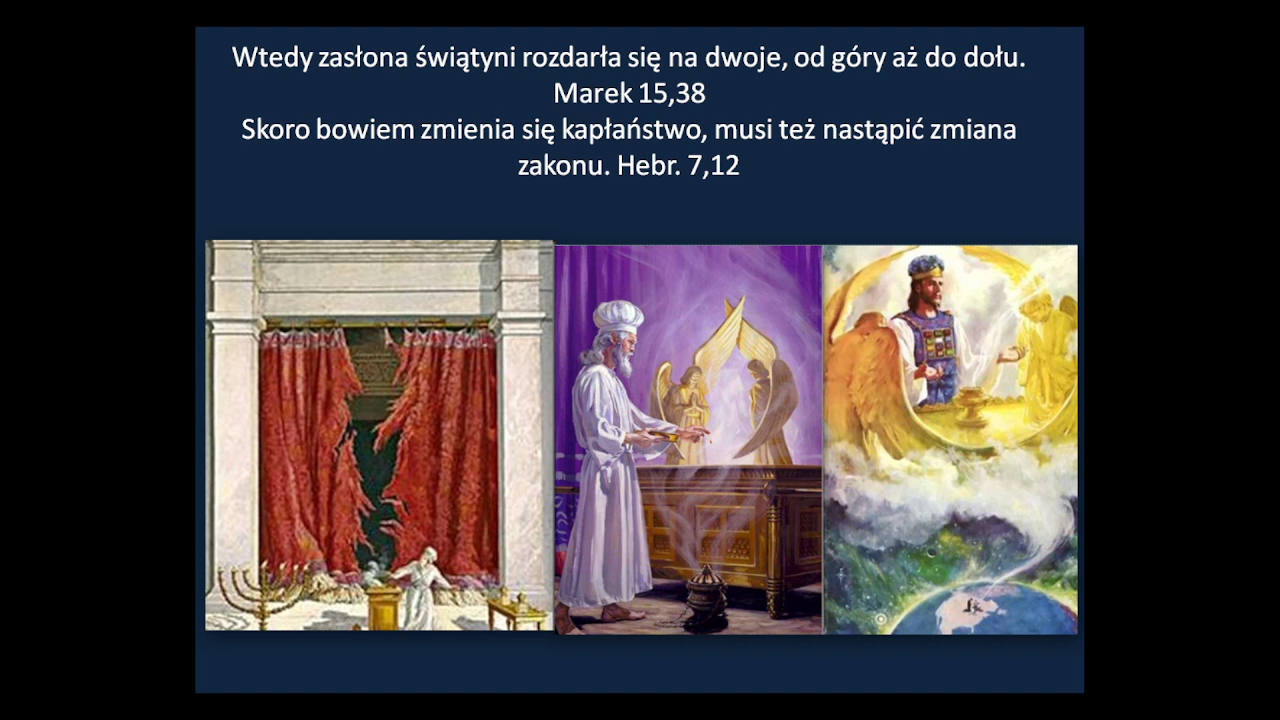 Wtedy zasłona świątyni rozdarła się na dwoje, od góry aż do dołu.
Marek 15,38
Skoro bowiem zmienia się kapłaństwo, musi też nastąpić zmiana
zakonu. Hebr. 7,12